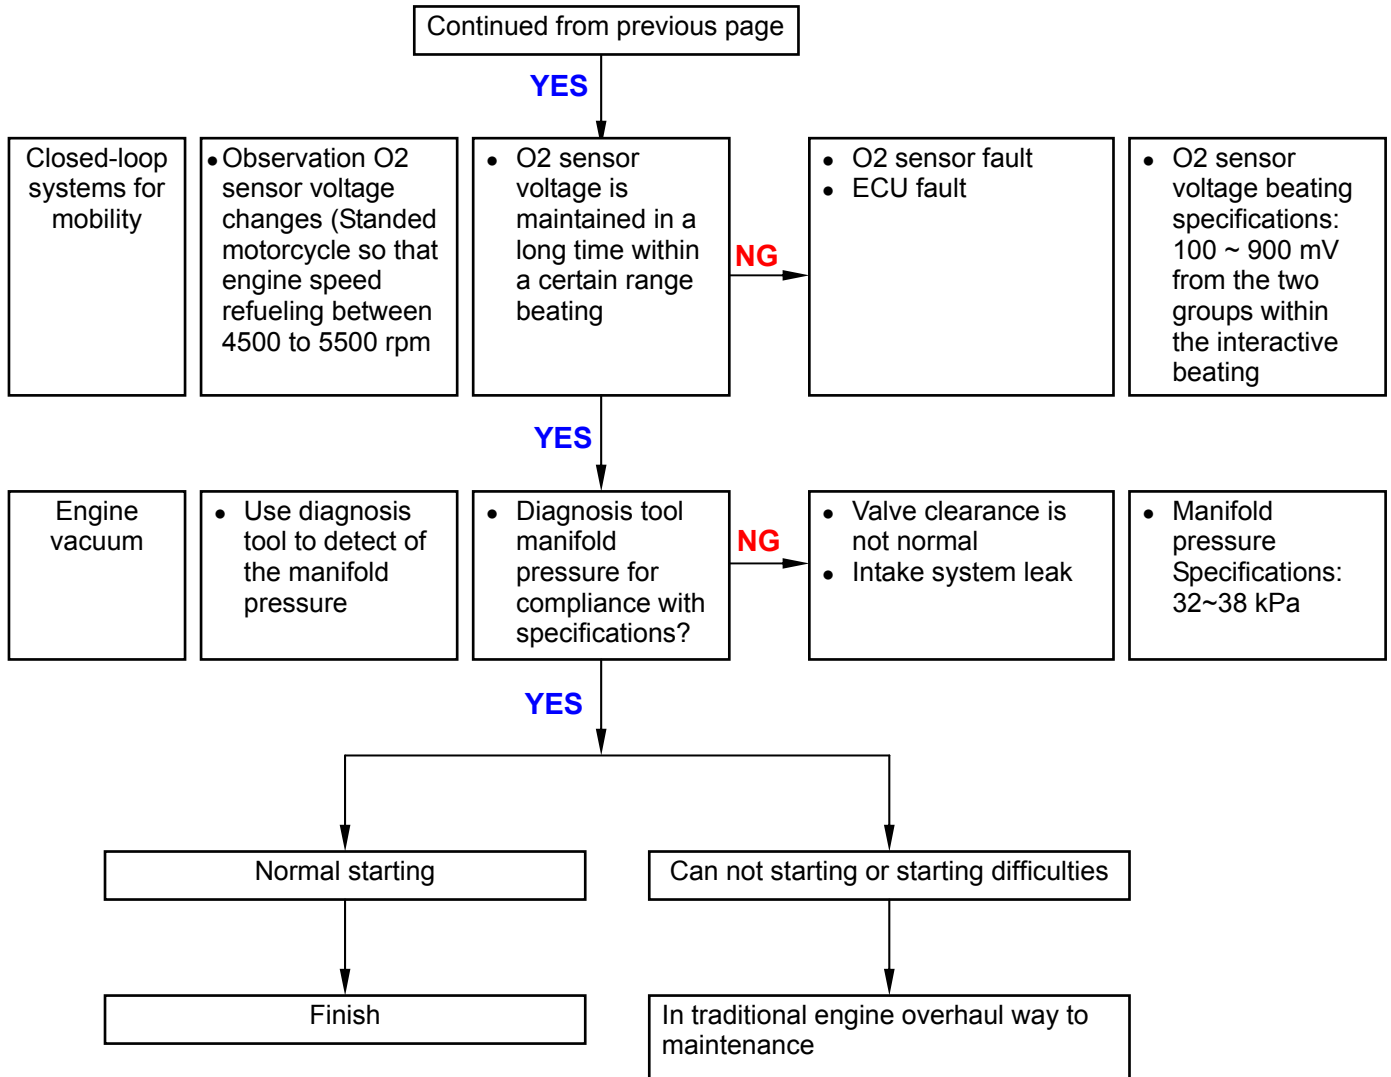 Continued from previous page
YES
Closed-loop
systems for
mobility
• Observation O2
sensor voltage
changes (Standed
motorcycle so that
engine speed
refueling between
4500 to 5500 rpm
• O2 sensor
voltage is
maintained in a
long time within
a certain range
beating
NG
• O2 sensor fault
• ECU fault
• O2 sensor
voltage beating
specifications:
100 ~ 900 mV
from the two
groups within
the interactive
beating
YES
Engine
vacuum
• Use diagnosis
tool to detect of
the manifold
pressure
• Diagnosis tool
manifold
pressure for
compliance with
specifications?
NG
• Valve clearance is
not normal
• Intake system leak
• Manifold
pressure
Specifications:
32~38 kPa
YES
Normal starting
Can not starting or starting difficulties
Finish
In traditional engine overhaul way to
maintenance